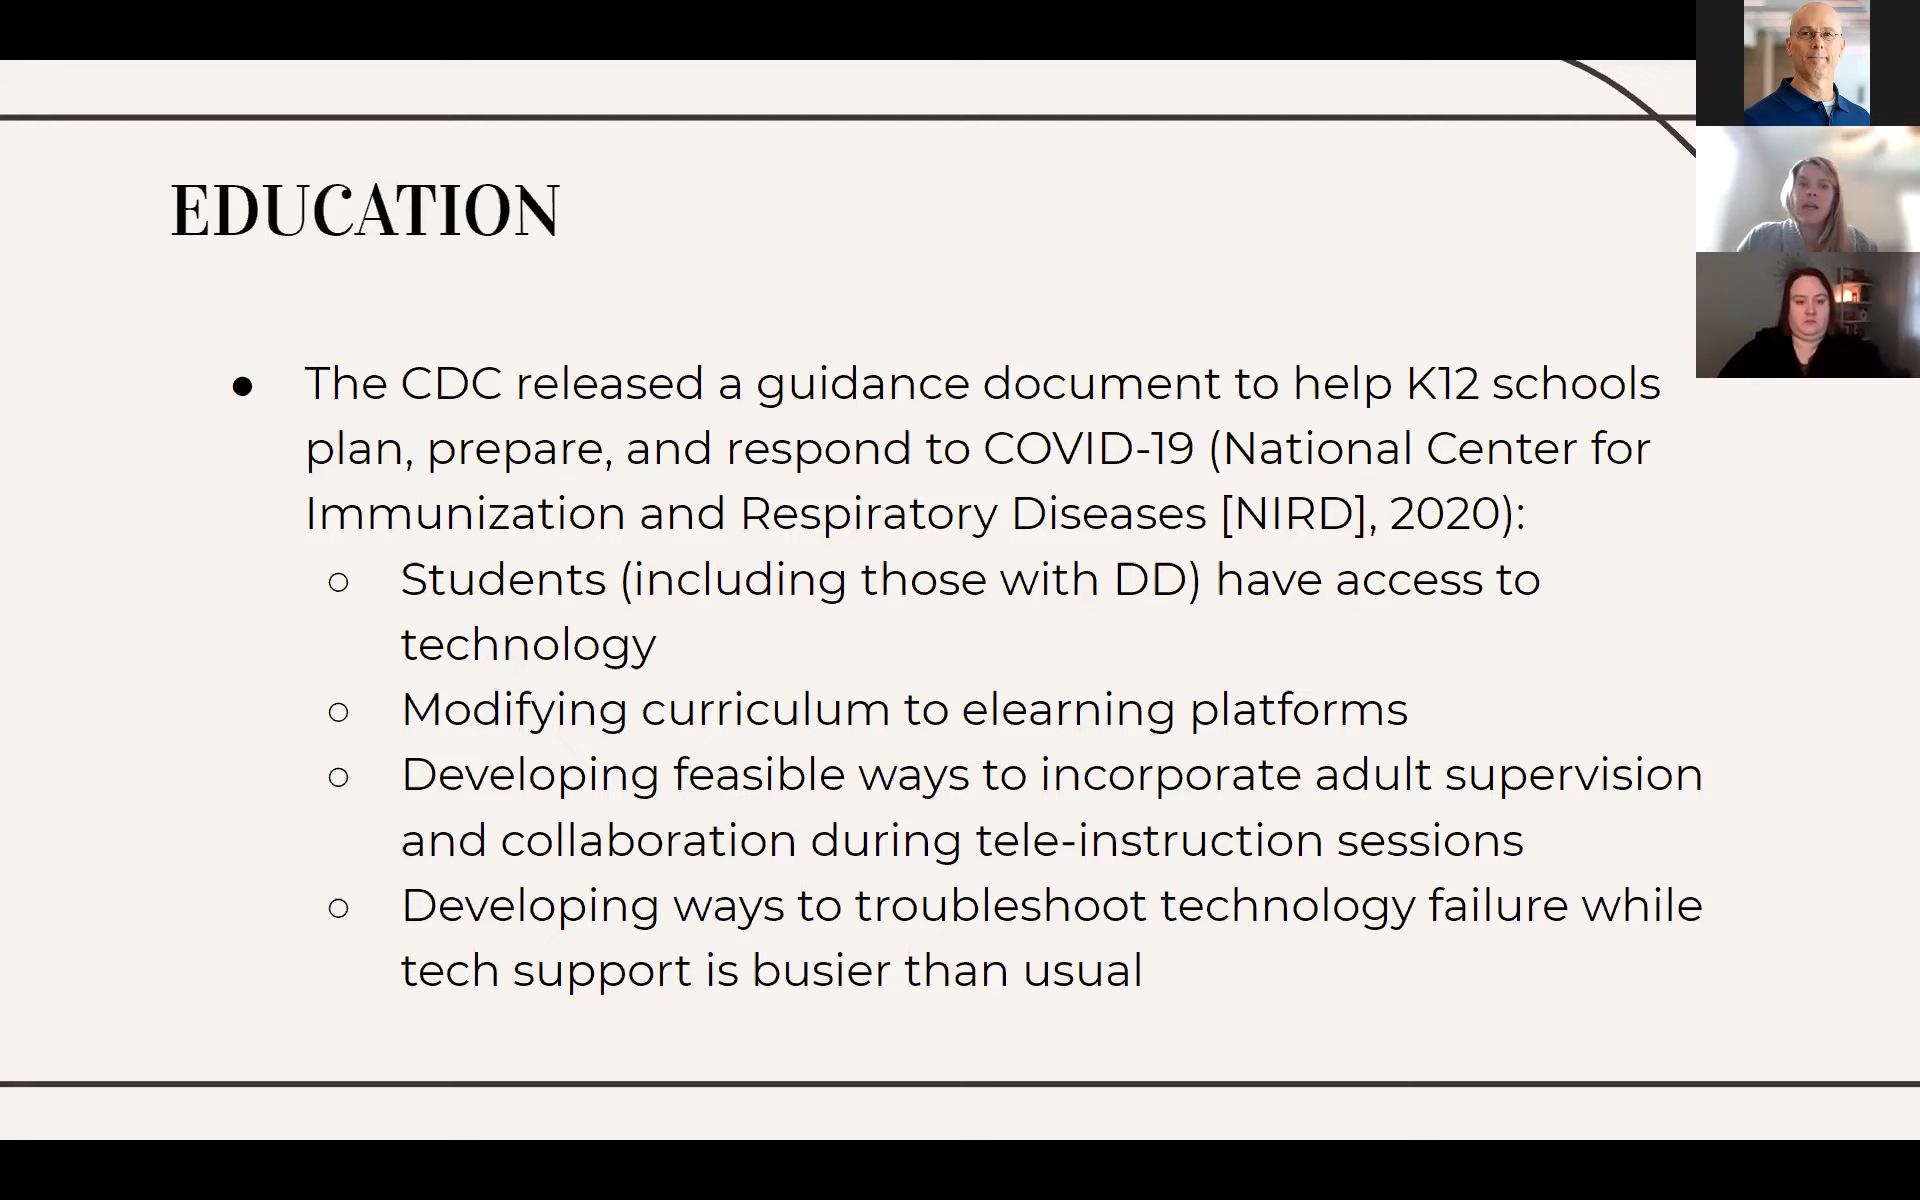 EDUCATION
● The CDC released a guidance document to help K12 schools
plan, prepare, and respond to COVID-19 (National Center for
Immunization and Respiratory Diseases [NIRD], 2020):
○ Students (including those with DD) have access to
technology
○ Modifying curriculum to elearning platforms
○ Developing feasible ways to incorporate adult supervision
and collaboration during tele-instruction sessions
○ Developing ways to troubleshoot technology failure while
tech support is busier than usual